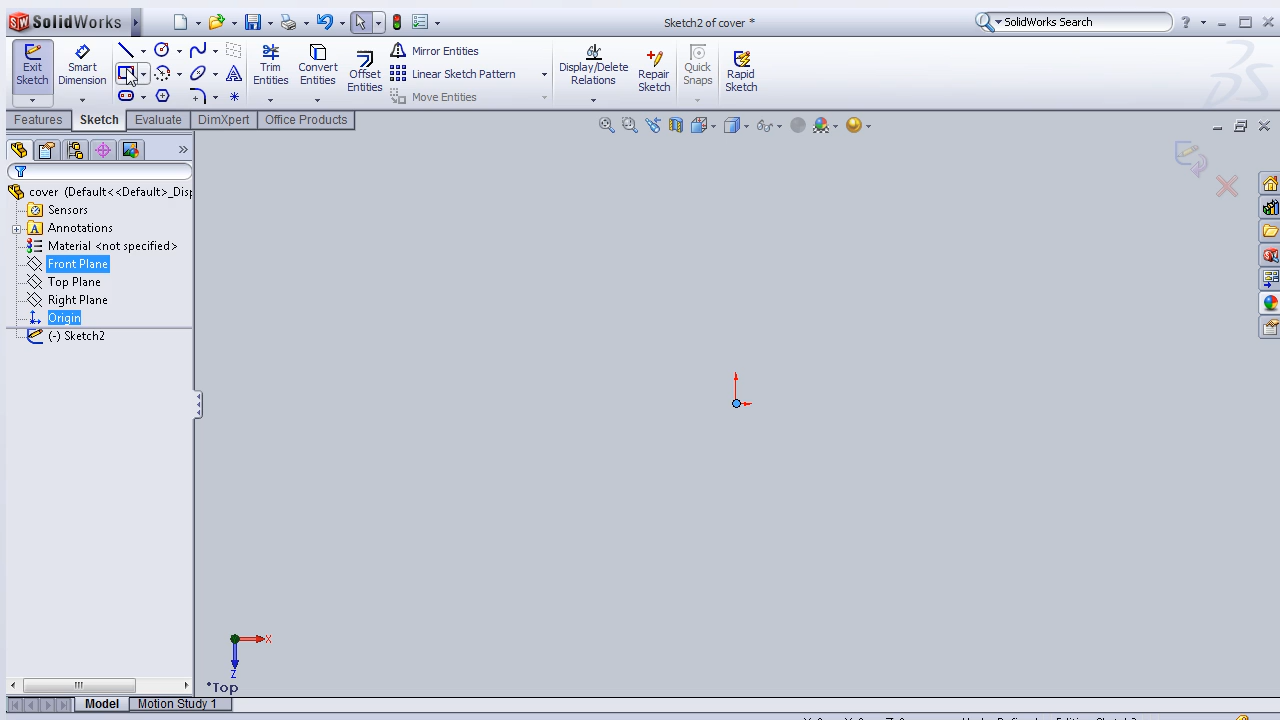 SolidWorks
Sketch2 of cover *
SolidWorks Search
Exit Sketch
Smart Dimension
Trim Entities
Convert Entities
Offset Entities
Mirror Entities
Linear Sketch Pattern
Move Entities
Display/Delete Relations
Repair Sketch
Quick Snaps
Rapid Sketch
Features
Sketch
Evaluate
DimXpert
Office Products
cover (Default<<Default>_Disp
Sensors
Annotations
Material <not specified>
Front Plane
Top Plane
Right Plane
Origin
(-) Sketch2
X
Z
*Top
Model
Motion Study 1